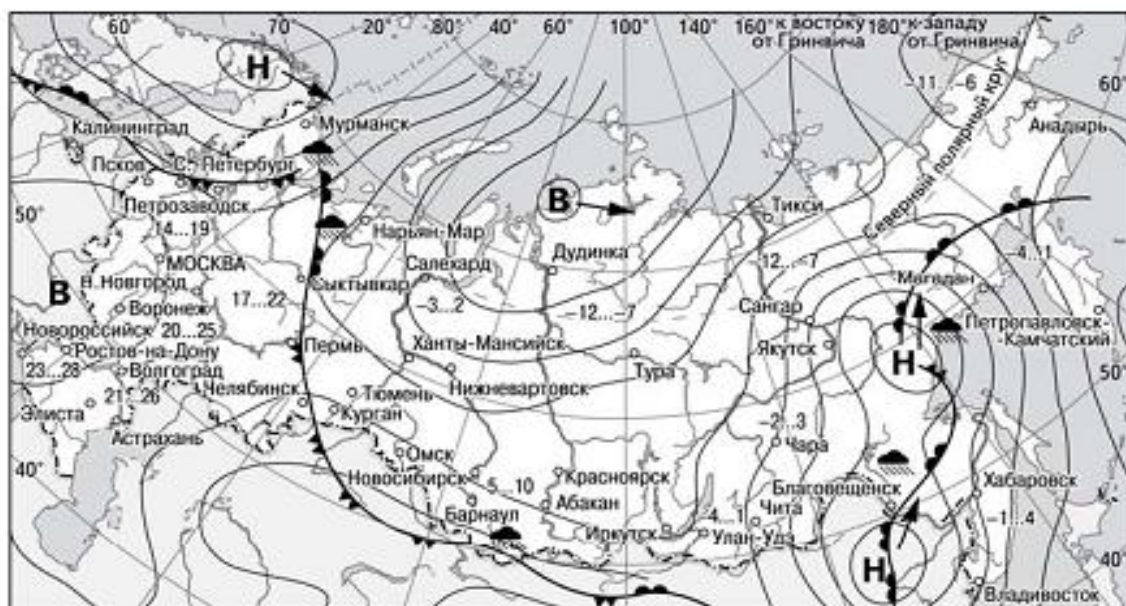 60 70 20° 30 40 60 100° 140° 160° к востоку от Гринвича 180° к западу от Гринвича
Н
-11...-6
Северный полярный круг
60°
Калининград
Мурманск
Анадырь
Псков
С.-Петербург
В
Тикси
50°
Петрозаводск
Нарьян-Мар
Дудинка
14...19
МОСКВА
Салехард
12...-7
Магадан
-4...1
В
Н.Новгород
Сыктывкар
-3...2
-12...-7
Сангар
Воронеж
17...22
Петропавловск-
Камчатский
Новороссийск
20...25
Ханты-Мансийск
Якутск
Ростов-на-Дону
Пермь
Н
23...28
Волгоград
Челябинск
Нижневартовск
Тура
50°
21...26
Тюмень
Элиста
Курган
-2...3
Астрахань
Чара
Омск
40°
Новосибирск
Красноярск
Хабаровск
5...10
Благовещенск
Абакан
Барнаул
-4...1
Чита
-1...4
Иркутск
Улан-Удэ
Н
40°
Владивосток